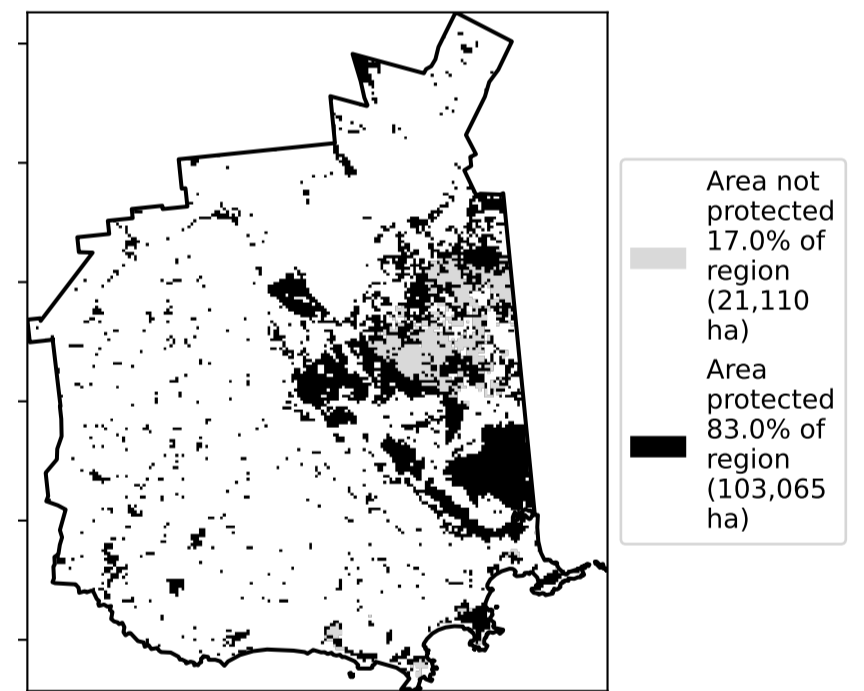 Area not
protected
17.0% of
region
(21,110
ha)
Area
protected
83.0% of
region
(103,065
ha)